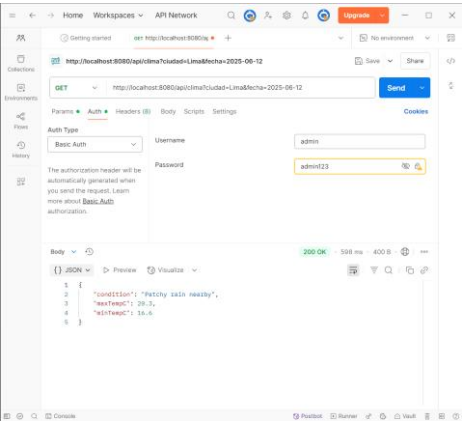 Home Workspaces API Network Upgrade
Getting started GET http://localhost:8080/ap No environment
http://localhost:8080/api/clima?ciudad=Lima&fecha=2025-06-12 Save Share
GET http://localhost:8080/api/clima?ciudad=Lima&fecha=2025-06-12 Send
Params Auth Headers (8) Body Scripts Settings Cookies
Collections
Environments
Flows
History
Auth Type
Basic Auth
Username admin
Password admin123
The authorization header will be
automatically generated when
you send the request. Learn
more about Basic Auth
authorization.
Body 200 OK 598 ms 400 B
{} JSON Preview Visualize
1 {
2 "condition": "Patchy rain nearby",
3 "maxTempC": 20.3,
4 "minTempC": 16.6
5 }
Console Postbot Runner Vault